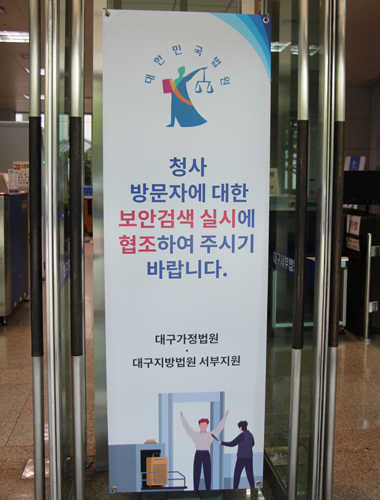 대한민국법원
청사
방문자에 대한
보안검색 실시에
협조하여 주시기
바랍니다.
대구가정법원
·
대구지방법원 서부지원